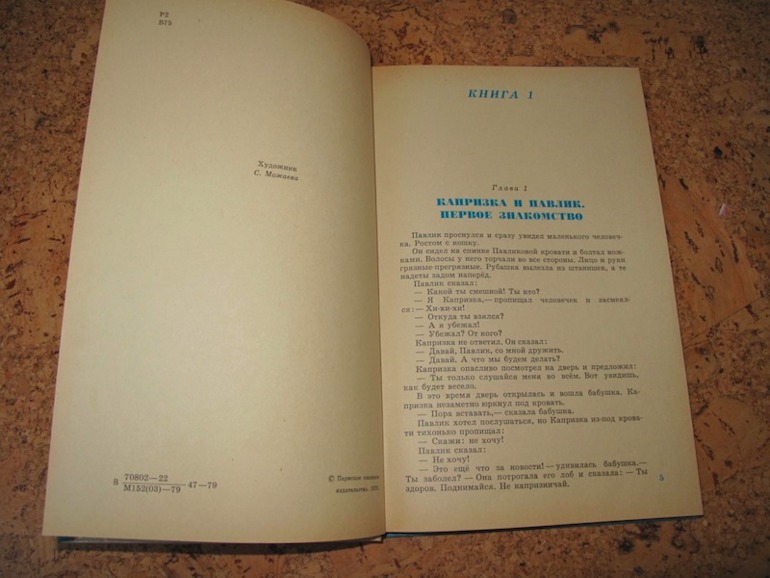 Р2
В75
Художник
С. Можаева
70802—22
В
М152(03)—79
47—79
© Пермское книжное
издательство, 1979.
КНИГА 1
Глава 1
КАПРИЗКА И ПАВЛИК.
ПЕРВОЕ ЗНАКОМСТВО
Павлик проснулся и сразу увидел маленького человеч-
ка. Ростом с кошку.
Он сидел на спинке Павликовой кровати и болтал нож-
ками. Волосы у него торчали во все стороны. Лицо и руки
грязные-прегрязные. Рубашка вылезла из штанишек, а те
надеты задом наперёд.
Павлик сказал:
— Какой ты смешной! Ты кто?
— Я Капризка,— пропищал человечек и засмеял-
ся: — Хи-хи-хи!
— Откуда ты взялся?
— А я убежал!
— Убежал? От кого?
Капризка не ответил. Он сказал:
— Давай, Павлик, со мной дружить.
— Давай. А что мы будем делать?
Капризка опасливо посмотрел на дверь и предложил:
— Ты только слушайся меня во всём. Вот увидишь,
как будет весело.
В это время дверь открылась и вошла бабушка. Ка-
призка незаметно юркнул под кровать.
— Пора вставать,— сказала бабушка.
Павлик хотел послушаться, но Капризка из-под крова-
ти тихонько пропищал:
— Скажи: не хочу!
Павлик сказал:
— Не хочу!
— Это ещё что за новости! — удивилась бабушка.—
Ты заболел? — Она потрогала его лоб и сказала: — Ты
здоров. Поднимайся. Не капризничай.
5